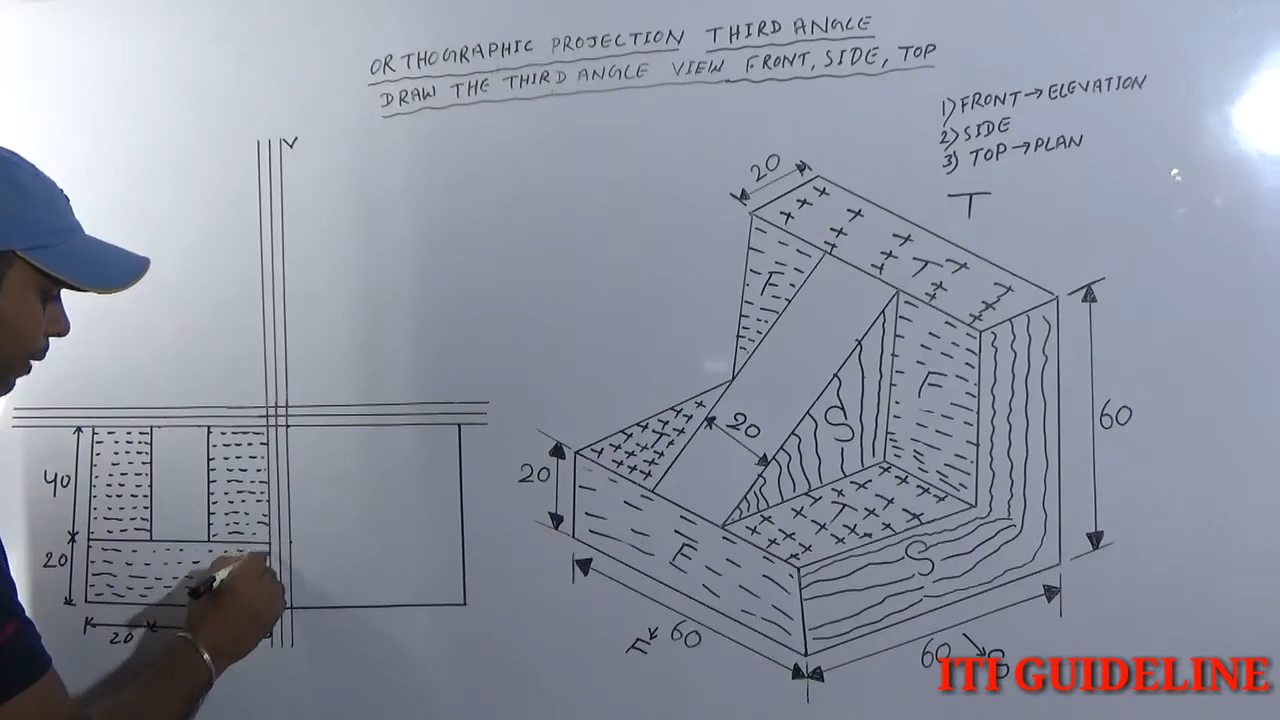 ORTHOGRAPHIC PROJECTION THIRD ANGLE
DRAW THE THIRD ANGLE VIEW FRONT, SIDE, TOP
1) FRONT → ELEVATION
2) SIDE
3) TOP → PLAN
T
20
T
F
F
S
20
T
T
60
20
F
S
60
F
60
S
40
20
20
ITI GUIDELINE